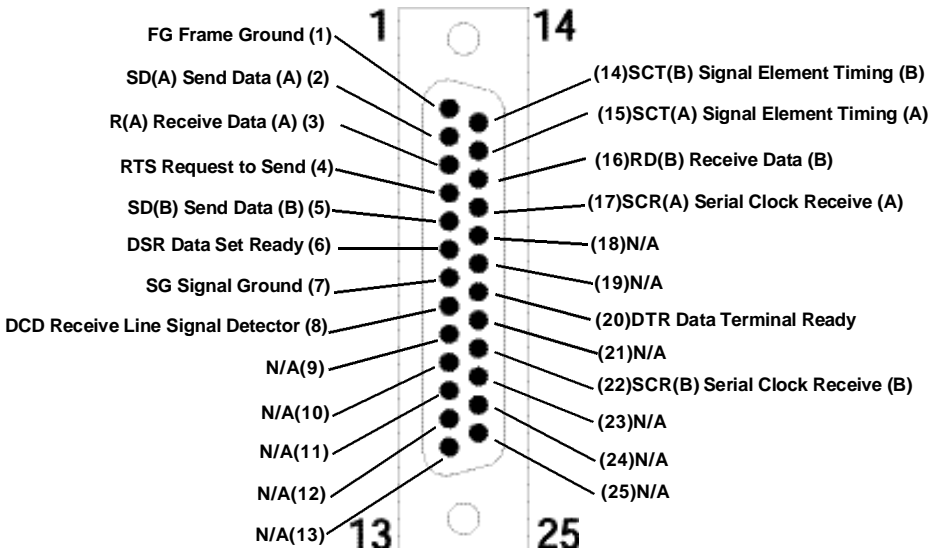 1
14
FG Frame Ground (1)
SD(A) Send Data (A) (2)
R(A) Receive Data (A) (3)
RTS Request to Send (4)
SD(B) Send Data (B) (5)
DSR Data Set Ready (6)
SG Signal Ground (7)
DCD Receive Line Signal Detector (8)
N/A(9)
N/A(10)
N/A(11)
N/A(12)
N/A(13)
(14)SCT(B) Signal Element Timing (B)
(15)SCT(A) Signal Element Timing (A)
(16)RD(B) Receive Data (B)
(17)SCR(A) Serial Clock Receive (A)
(18)N/A
(19)N/A
(20)DTR Data Terminal Ready
(21)N/A
(22)SCR(B) Serial Clock Receive (B)
(23)N/A
(24)N/A
(25)N/A
13
25